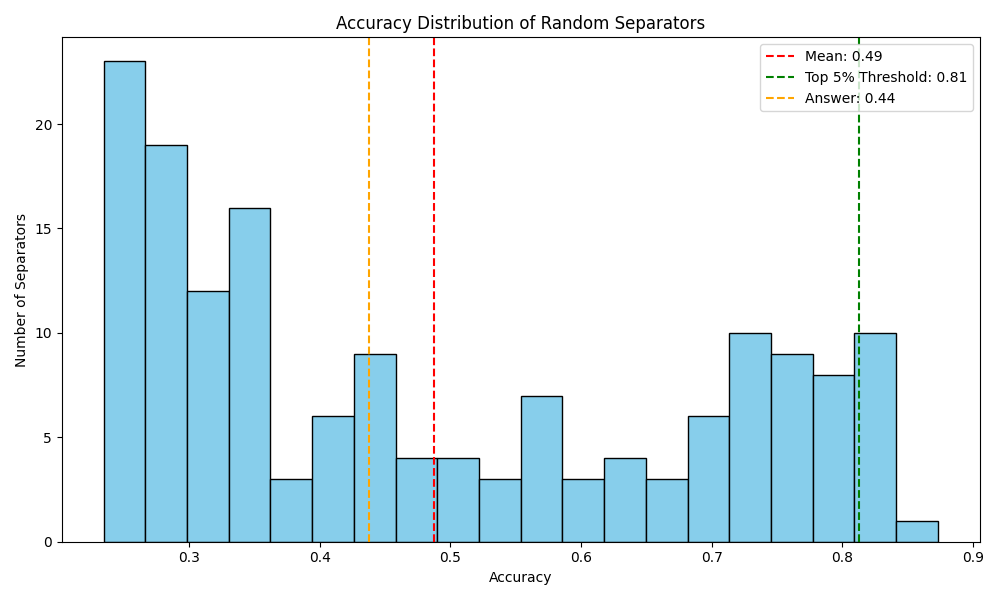 Accuracy Distribution of Random Separators
Mean: 0.49
Top 5% Threshold: 0.81
Answer: 0.44
Number of Separators
20
15
10
5
0
0.3 0.4 0.5 0.6 0.7 0.8 0.9
Accuracy